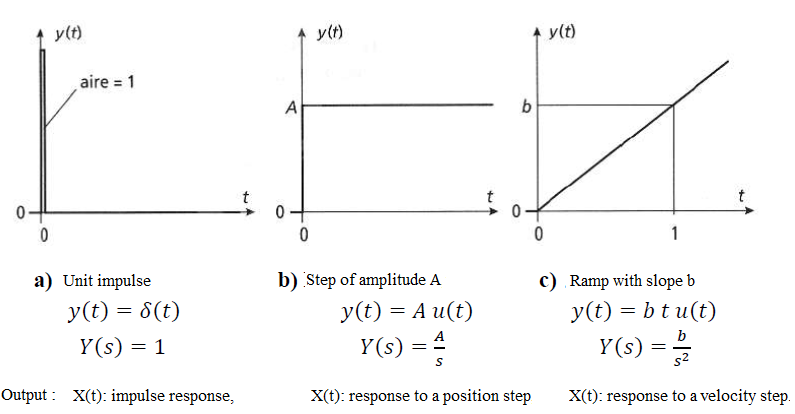 y(t)
aire = 1
t
0
0
y(t)
A
t
0
0
y(t)
b
t
0
0
1
a) Unit impulse
y(t) = δ(t)
Y(s) = 1
b) Step of amplitude A
y(t) = A u(t)
Y(s) = A/s
c) Ramp with slope b
y(t) = b t u(t)
Y(s) = b/s²
Output : X(t): impulse response, X(t): response to a position step X(t): response to a velocity step